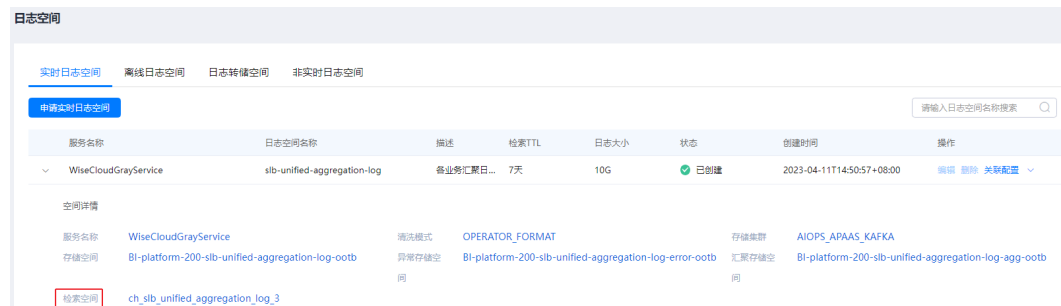 日志空间
实时日志空间 离线日志空间 日志转储空间 非实时日志空间
申请实时日志空间 请输入日志空间名称搜索
服务名称 日志空间名称 描述 检索TTL 日志大小 状态 创建时间 操作
WiseCloudGrayService slb-unified-aggregation-log 各业务汇聚日... 7天 10G 已创建 2023-04-11T14:50:57+08:00 编辑 删除 关联配置
空间详情
服务名称 WiseCloudGrayService 清洗模式 OPERATOR_FORMAT 存储集群 AIOPS_APAAS_KAFKA
存储空间 BI-platform-200-slb-unified-aggregation-log-ootb 异常存储空间 BI-platform-200-slb-unified-aggregation-log-error-ootb 汇聚存储空间 BI-platform-200-slb-unified-aggregation-log-agg-ootb
检索空间 ch_slb_unified_aggregation_log_3